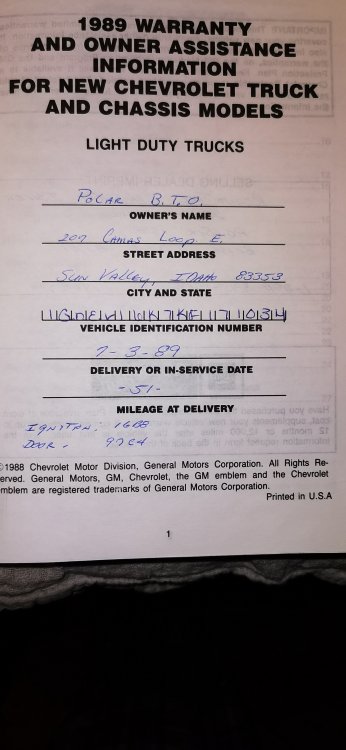 1989 WARRANTY
AND OWNER ASSISTANCE
INFORMATION
FOR NEW CHEVROLET TRUCK
AND CHASSIS MODELS
LIGHT DUTY TRUCKS
POLAR B.T.O.
OWNER'S NAME
207 CAMAS LOOP E.
STREET ADDRESS
SUN VALLEY, IDAHO 83353
CITY AND STATE
VEHICLE IDENTIFICATION NUMBER
7-3-89
DELIVERY OR IN-SERVICE DATE
-51-
MILEAGE AT DELIVERY
IGNITION: 16B8
DOOR - 97E4
©1988 Chevrolet Motor Division, General Motors Corporation. All Rights Re-
served. General Motors, GM, Chevrolet, the GM emblem and the Chevrolet
emblem are registered trademarks of General Motors Corporation.
Printed in U.S.A
1